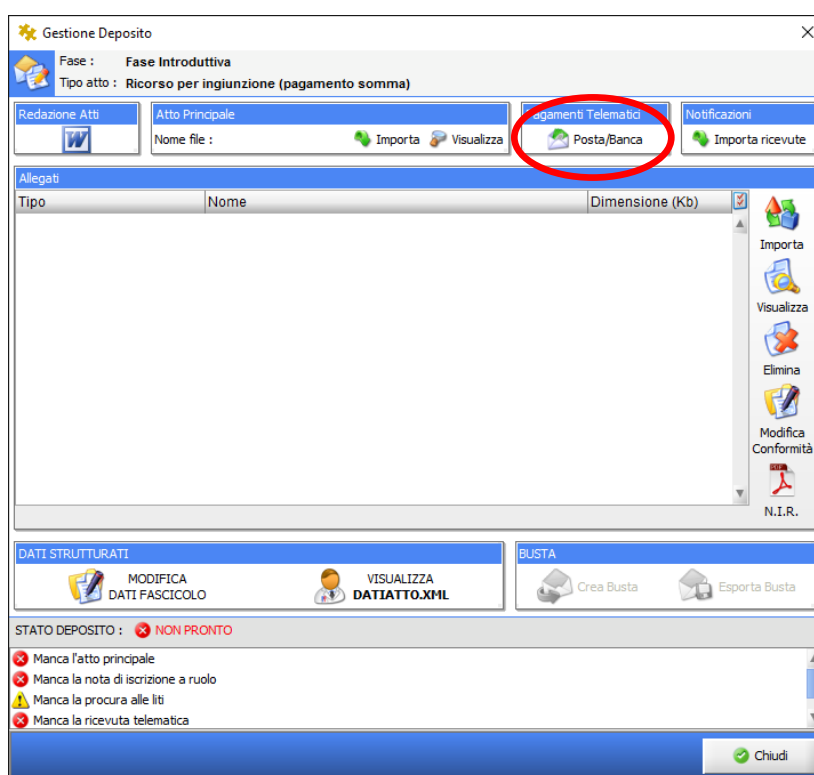 Gestione Deposito
Fase : Fase Introduttiva
Tipo atto : Ricorso per ingiunzione (pagamento somma)
Redazione Atti
Atto Principale
Pagamenti Telematici
Notificazioni
W
Nome file :
Importa
Visualizza
Posta/Banca
Importa ricevute
Allegati
Tipo
Nome
Dimensione (Kb)
Importa
Visualizza
Elimina
Modifica
Conformità
N.I.R.
DATI STRUTTURATI
BUSTA
MODIFICA
DATI FASCICOLO
VISUALIZZA
DATIATTO.XML
Crea Busta
Esporta Busta
STATO DEPOSITO : NON PRONTO
Manca l'atto principale
Manca la nota di iscrizione a ruolo
Manca la procura alle liti
Manca la ricevuta telematica
Chiudi